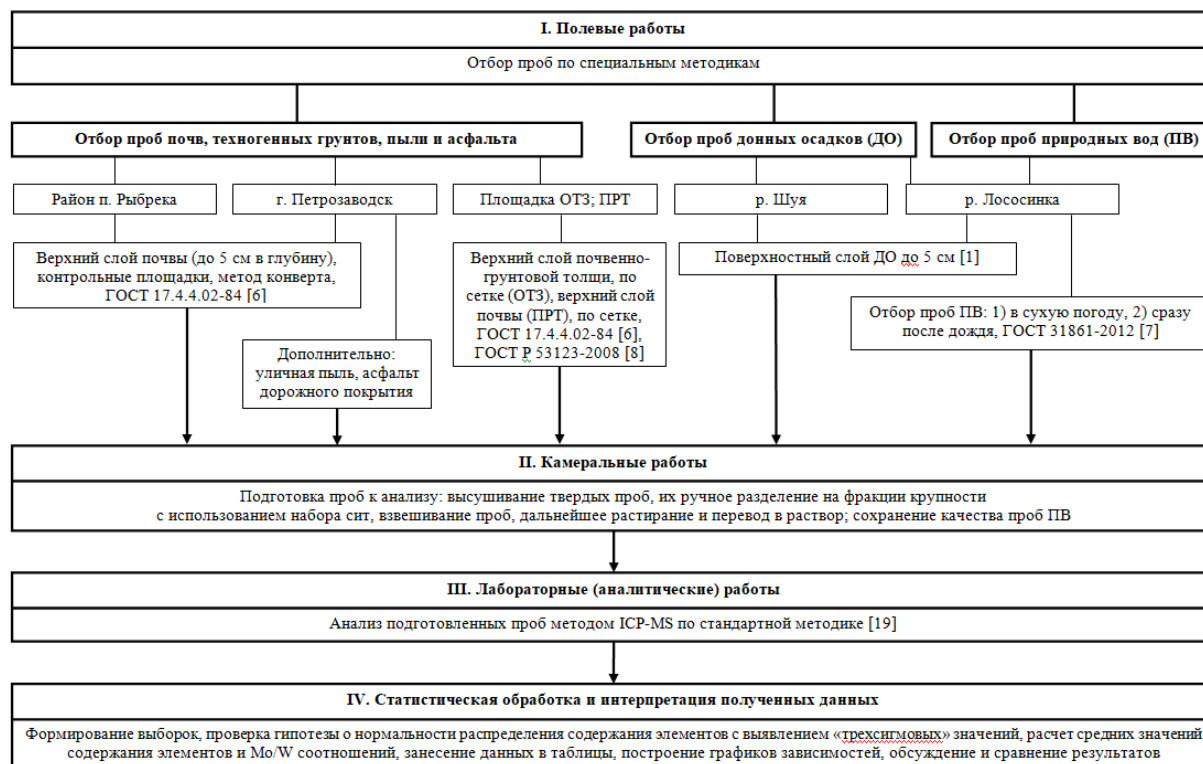 I. Полевые работы
Отбор проб по специальным методикам
Отбор проб почв, техногенных грунтов, пыли и асфальта
Отбор проб донных осадков (ДО)
Отбор проб природных вод (ПВ)
Район п. Рыбрека
г. Петрозаводск
Площадка ОТЗ; ПРТ
р. Шуя
р. Лососинка
Верхний слой почвы (до 5 см в глубину),
контрольные площадки, метод конверта,
ГОСТ 17.4.4.02-84 [6]
Верхний слой почвенно-
грунтовой толщи, по
сетке (ОТЗ), верхний слой
почвы (ПРТ), по сетке,
ГОСТ 17.4.4.02-84 [6],
ГОСТ Р 53123-2008 [8]
Поверхностный слой ДО до 5 см [1]
Отбор проб ПВ: 1) в сухую погоду, 2) сразу
после дождя, ГОСТ 31861-2012 [7]
Дополнительно:
уличная пыль, асфальт
дорожного покрытия
II. Камеральные работы
Подготовка проб к анализу: высушивание твердых проб, их ручное разделение на фракции крупности
с использованием набора сит, взвешивание проб, дальнейшее растирание и перевод в раствор; сохранение качества проб ПВ
III. Лабораторные (аналитические) работы
Анализ подготовленных проб методом ICP-MS по стандартной методике [19]
IV. Статистическая обработка и интерпретация полученных данных
Формирование выборок, проверка гипотезы о нормальности распределения содержания элементов с выявлением «трехсигмовых» значений, расчет средних значений
содержания элементов и Mo/W соотношений, занесение данных в таблицы, построение графиков зависимостей, обсуждение и сравнение результатов